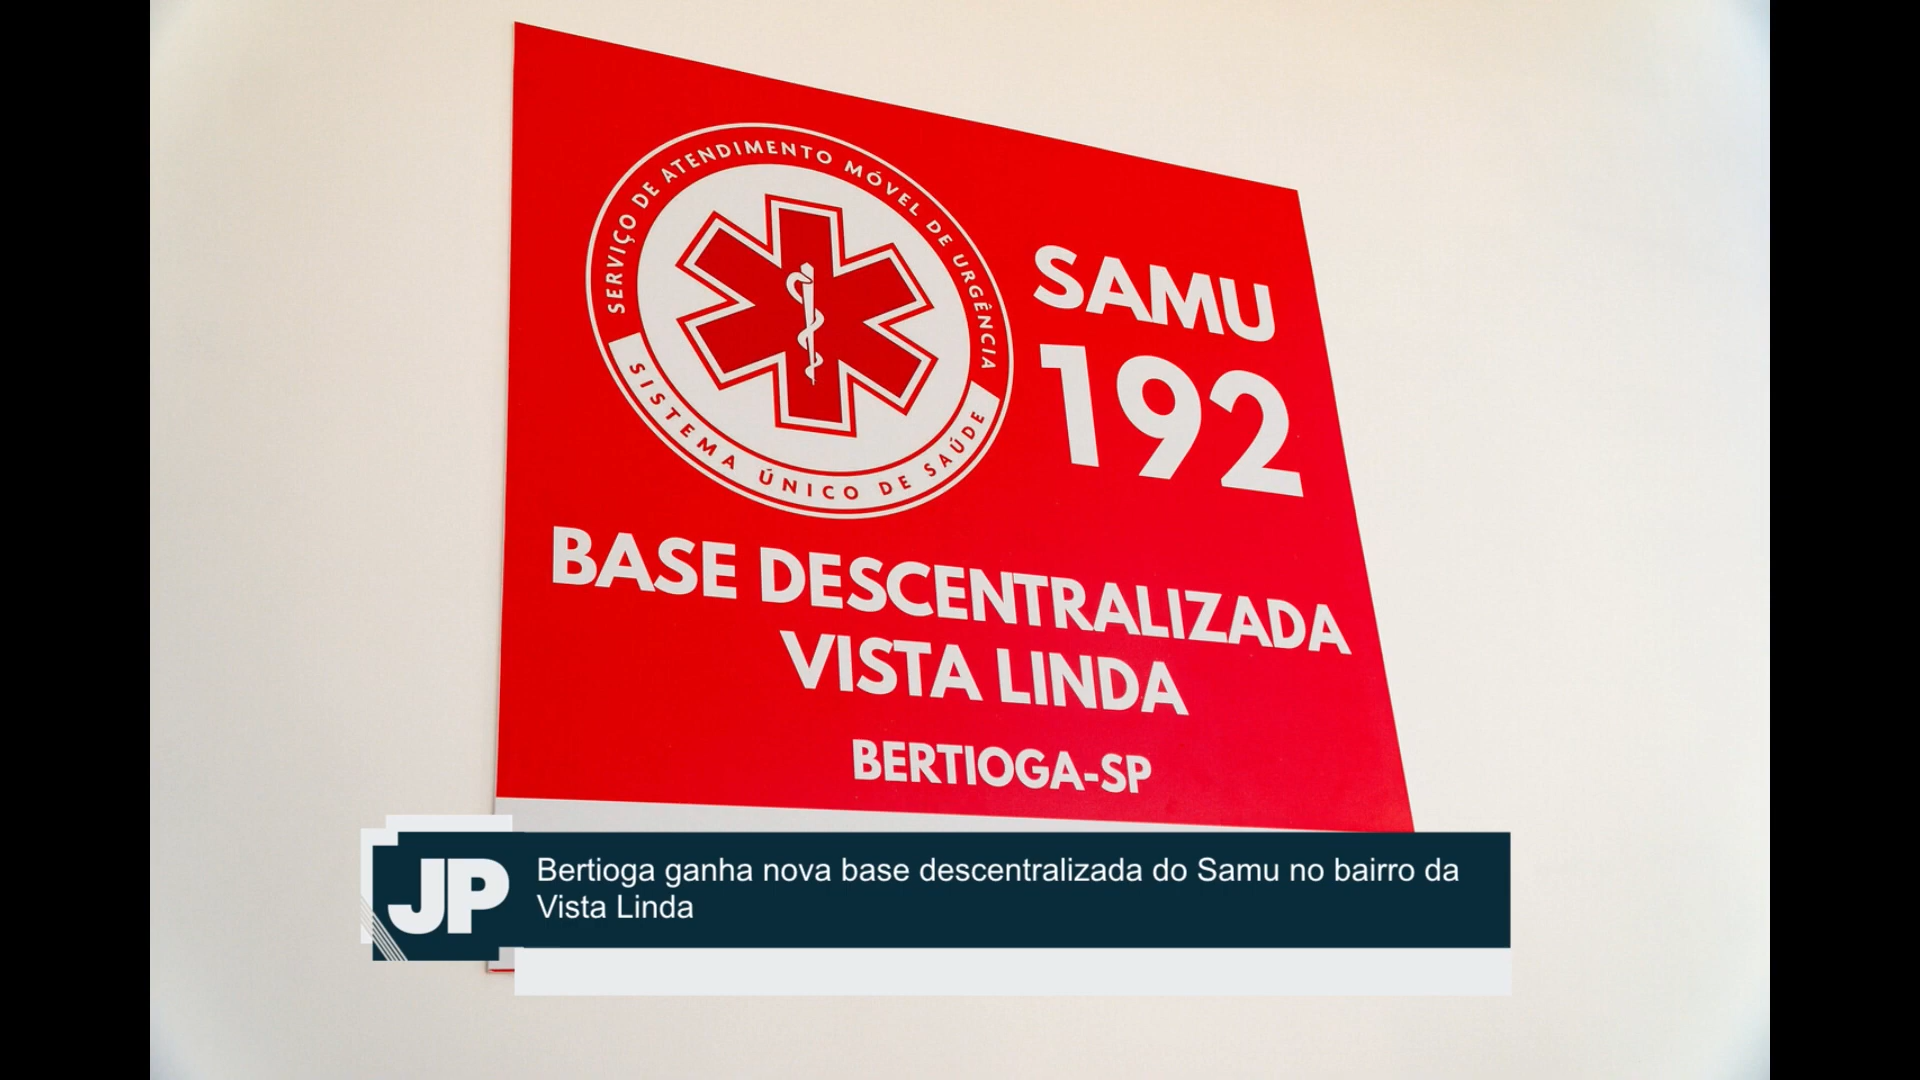 SERVIÇO DE ATENDIMENTO MÓVEL DE URGÊNCIA
SISTEMA ÚNICO DE SAÚDE
SAMU
192
BASE DESCENTRALIZADA
VISTA LINDA
BERTIOGA-SP
JP
Bertioga ganha nova base descentralizada do Samu no bairro da
Vista Linda